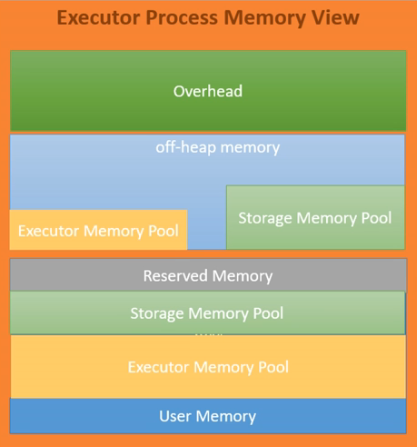 Executor Process Memory View
Overhead
off-heap memory
Storage Memory Pool
Executor Memory Pool
Reserved Memory
Storage Memory Pool
Executor Memory Pool
User Memory